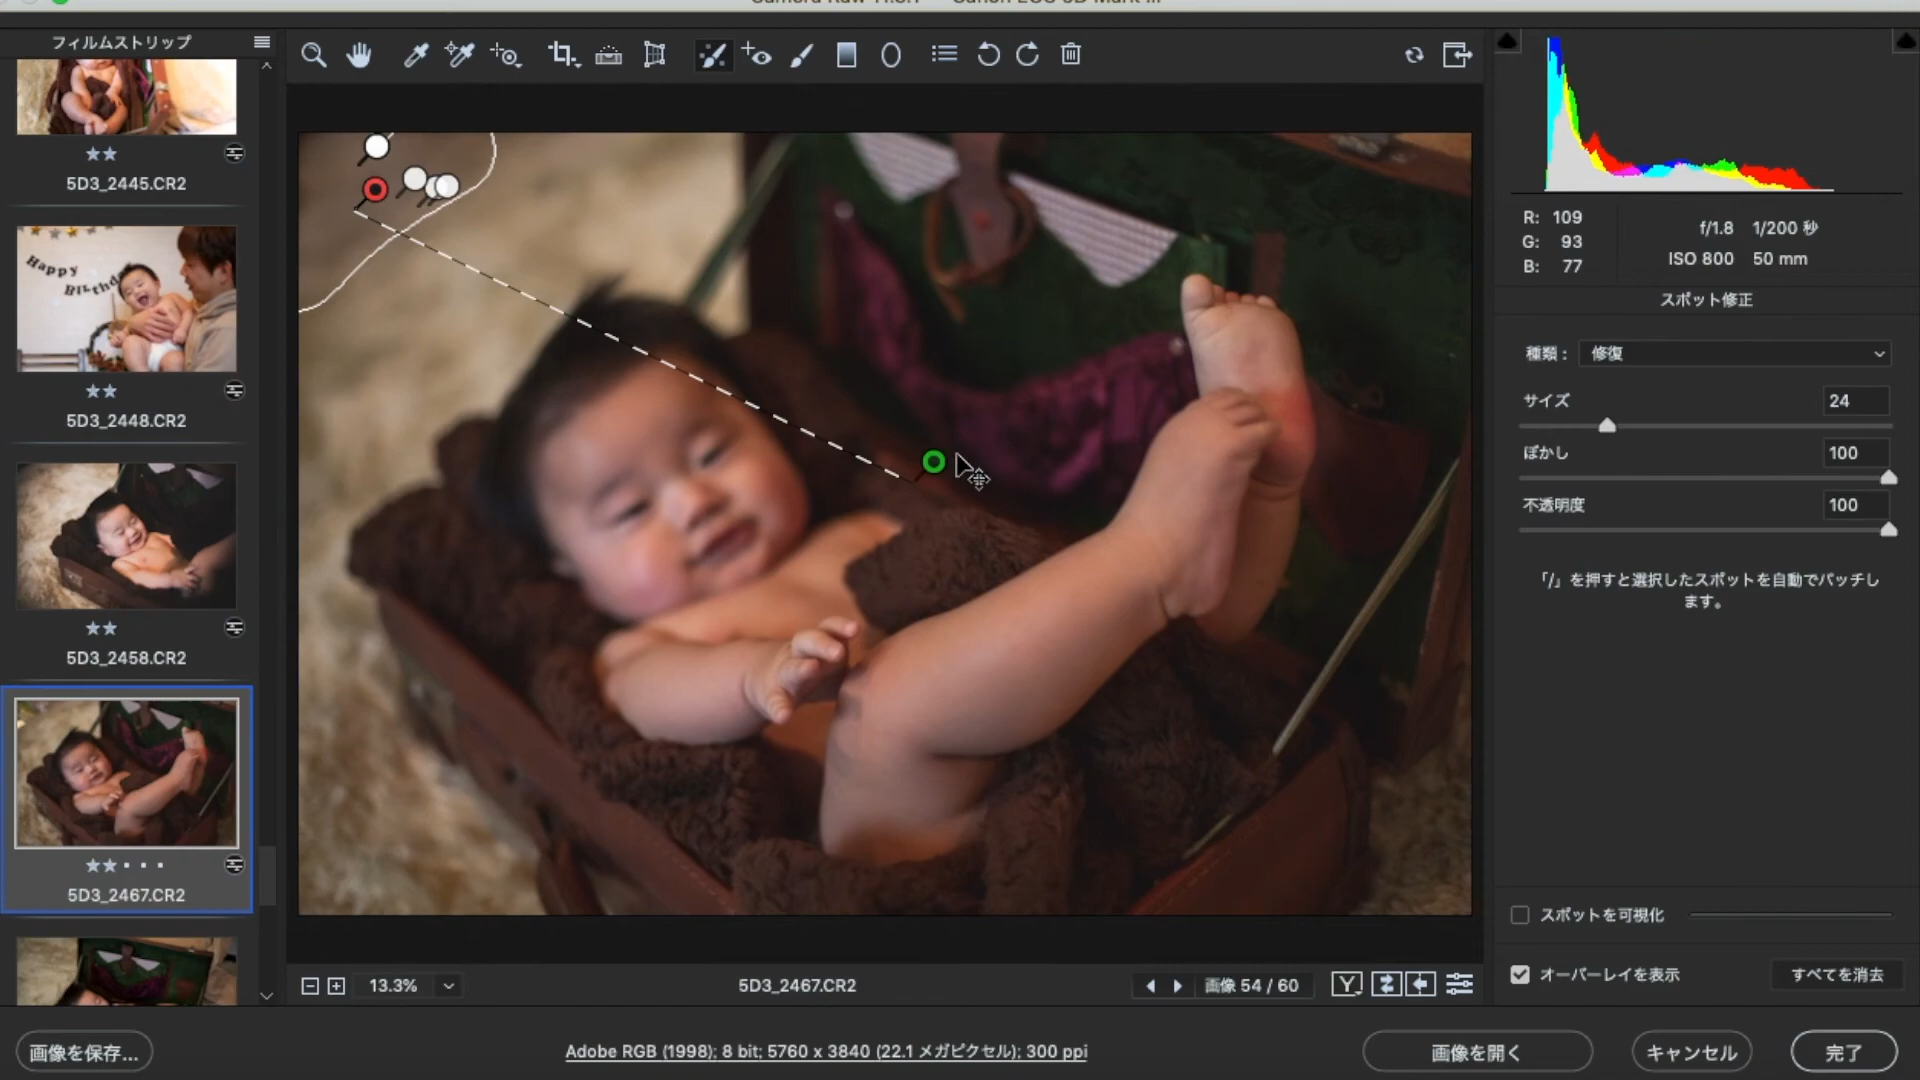 フィルムストリップ
5D3_2445.CR2
Happy
5D3_2448.CR2
5D3_2458.CR2
5D3_2467.CR2
R: 109
G: 93
B: 77
f/1.8 1/200 秒
ISO 800 50 mm
スポット修正
種類： 修復
サイズ 24
ぼかし 100
不透明度 100
「/」を押すと選択したスポットを自動でパッチし
ます。
スポットを可視化
オーバーレイを表示 すべてを消去
13.3% 5D3_2467.CR2 画像 54 / 60 Y
画像を保存... Adobe RGB (1998); 8 bit; 5760 x 3840 (22.1 メガピクセル); 300 ppi 画像を開く キャンセル 完了